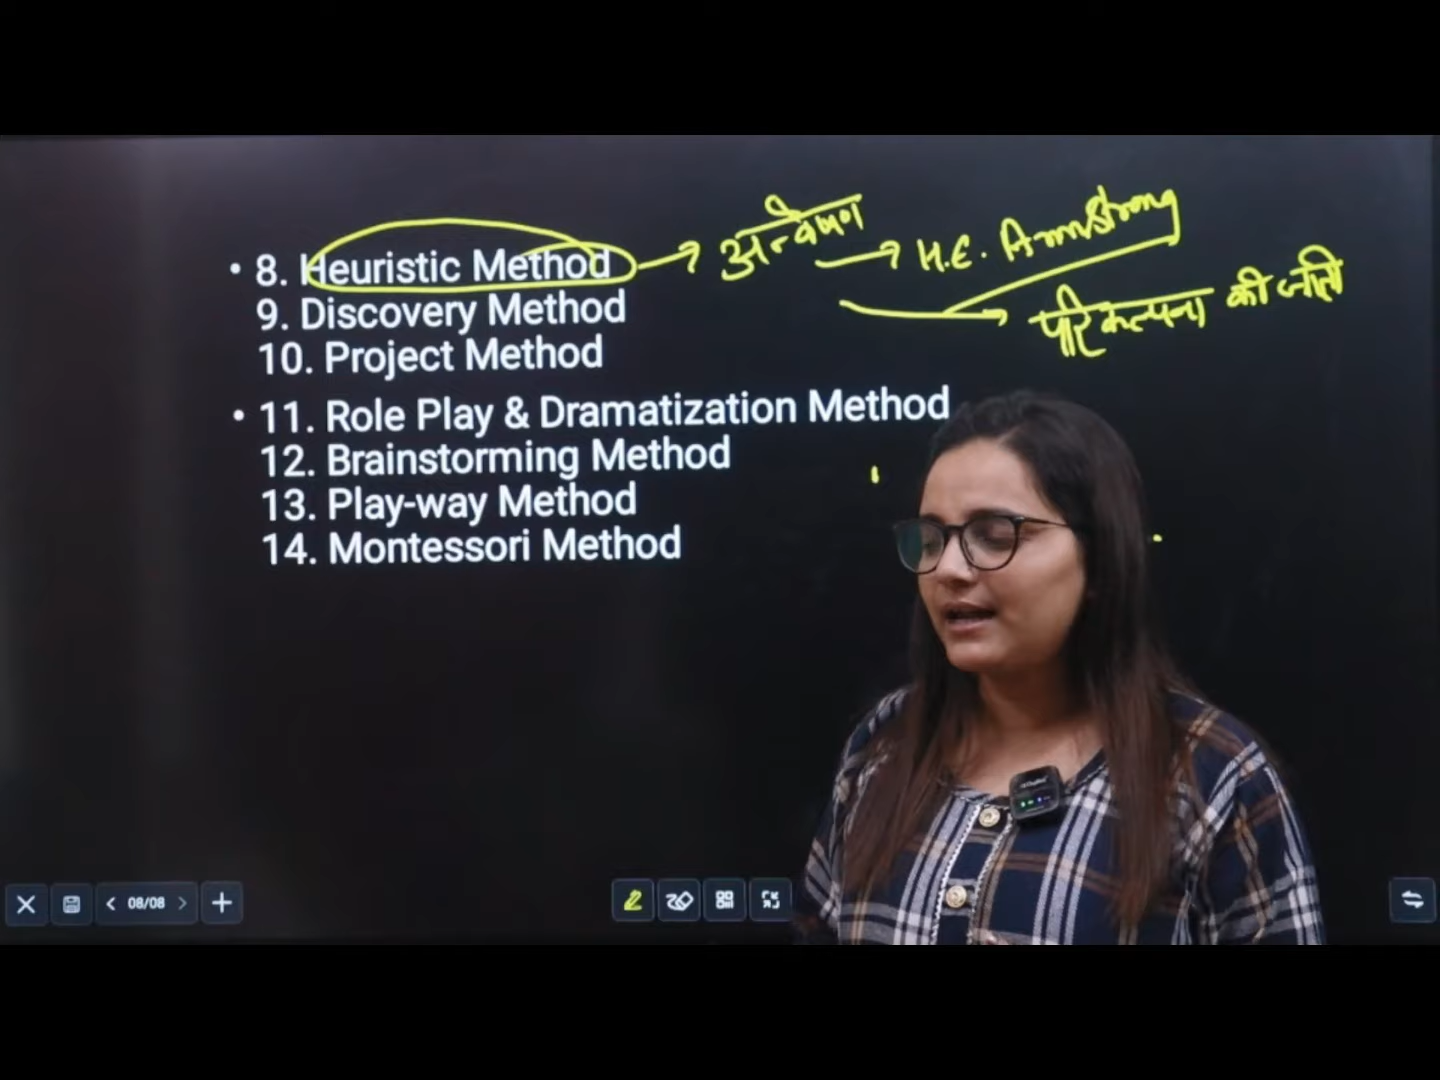 • 8. Heuristic Method → अन्वेषण → H.E. Armstrong
→ परिकल्पना की जाती
9. Discovery Method
10. Project Method
• 11. Role Play & Dramatization Method
12. Brainstorming Method
13. Play-way Method
14. Montessori Method
08/08